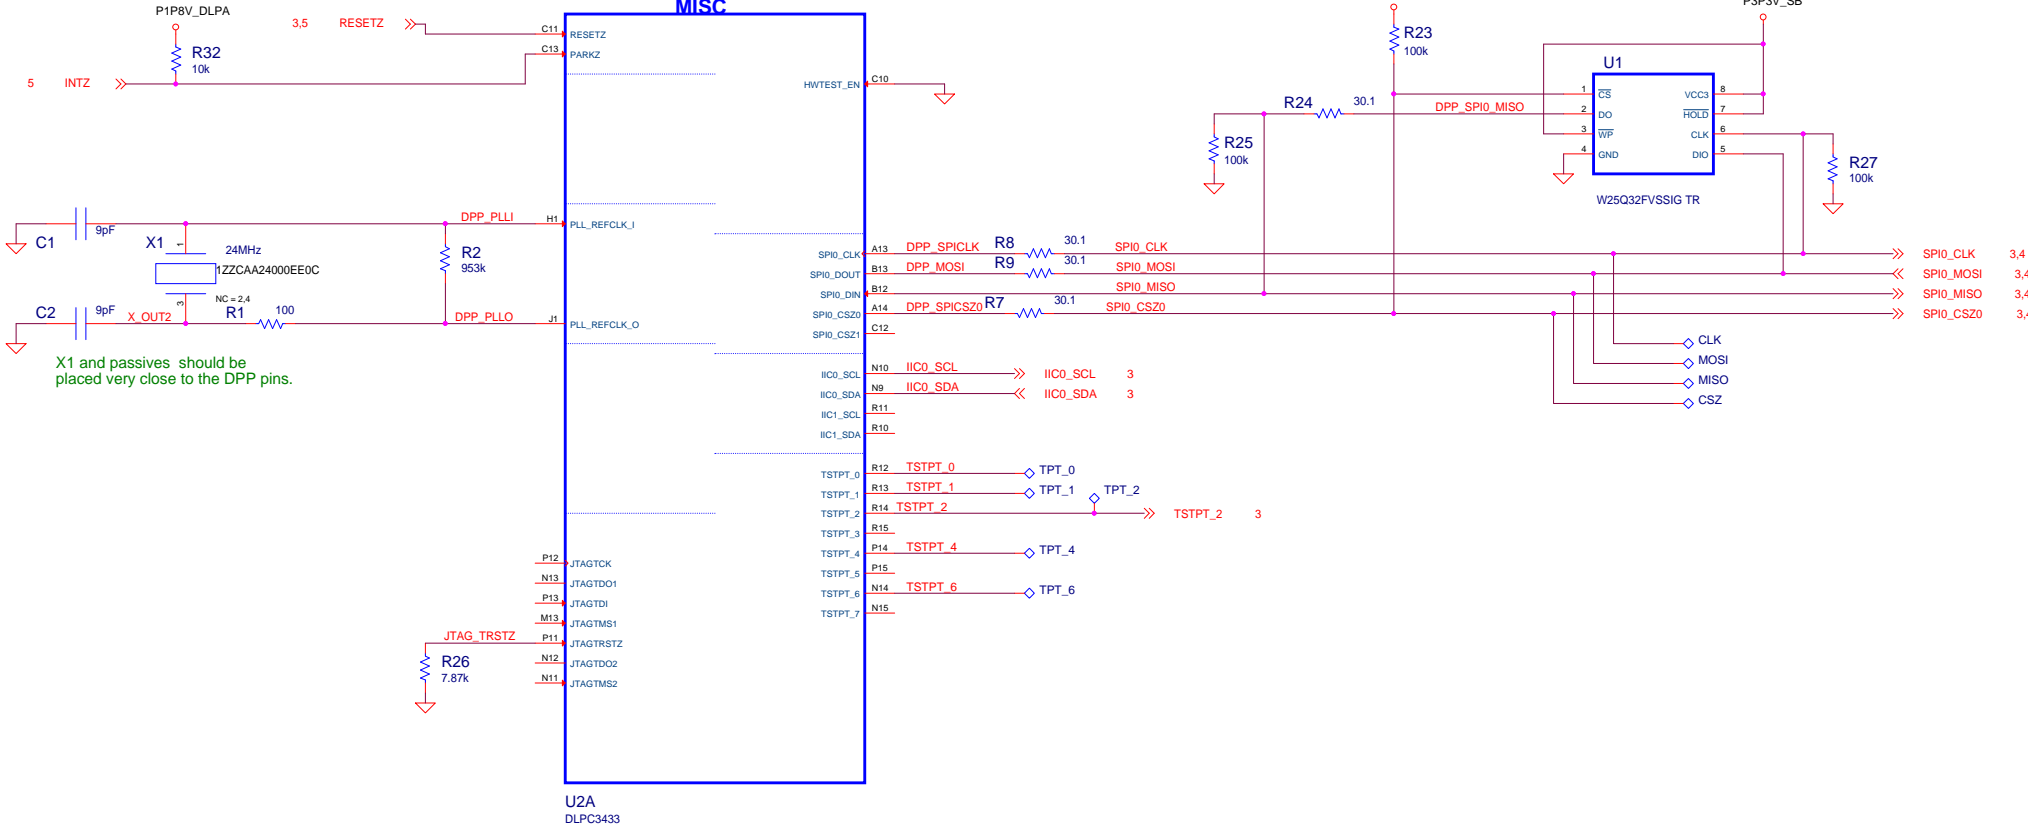 P1P8V_DLPA
R32
10k
5 INTZ
3,5 RESETZ
MISC
C11 RESETZ
C13 PARKZ
HWTEST_EN C10
C1
9pF
X1
1
24MHz
1ZZCAA24000EE0C
3
NC = 2,4
C2
9pF
X_OUT2
R1
100
R2
953k
DPP_PLLI
H1 PLL_REFCLK_I
DPP_PLLO
J1 PLL_REFCLK_O
X1 and passives should be
placed very close to the DPP pins.
P12 JTAGTCK
N13 JTAGTDO1
P13 JTAGTDI
M13 JTAGTMS1
JTAG_TRSTZ
P11 JTAGTRSTZ
N12 JTAGTDO2
N11 JTAGTMS2
R26
7.87k
U2A
DLPC3433
SPI0_CLK A13 DPP_SPICLK R8 30.1 SPI0_CLK
SPI0_DOUT B13 DPP_MOSI R9 30.1 SPI0_MOSI
SPI0_DIN B12 SPI0_MISO
SPI0_CSZ0 A14 DPP_SPICSZ0 R7 30.1 SPI0_CSZ0
SPI0_CSZ1 C12
IIC0_SCL N10 IIC0_SCL IIC0_SCL 3
IIC0_SDA N9 IIC0_SDA IIC0_SDA 3
IIC1_SCL R11
IIC1_SDA R10
TSTPT_0 R12 TSTPT_0 TPT_0
TSTPT_1 R13 TSTPT_1 TPT_1
TPT_2
TSTPT_2 R14 TSTPT_2 TSTPT_2 3
TSTPT_3 R15
TSTPT_4 P14 TSTPT_4 TPT_4
TSTPT_5 P15
TSTPT_6 N14 TSTPT_6 TPT_6
TSTPT_7 N15
R23
100k
R24
30.1
DPP_SPI0_MISO
R25
100k
P3P3V_SB
U1
1 CS VCC3 8
2 DO HOLD 7
3 WP CLK 6
4 GND DIO 5
W25Q32FVSSIG TR
R27
100k
SPI0_CLK 3,4
SPI0_MOSI 3,4
SPI0_MISO 3,4
SPI0_CSZ0 3,4
CLK
MOSI
MISO
CSZ